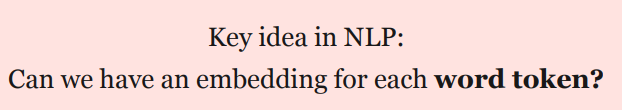 Key idea in NLP:
Can we have an embedding for each word token?